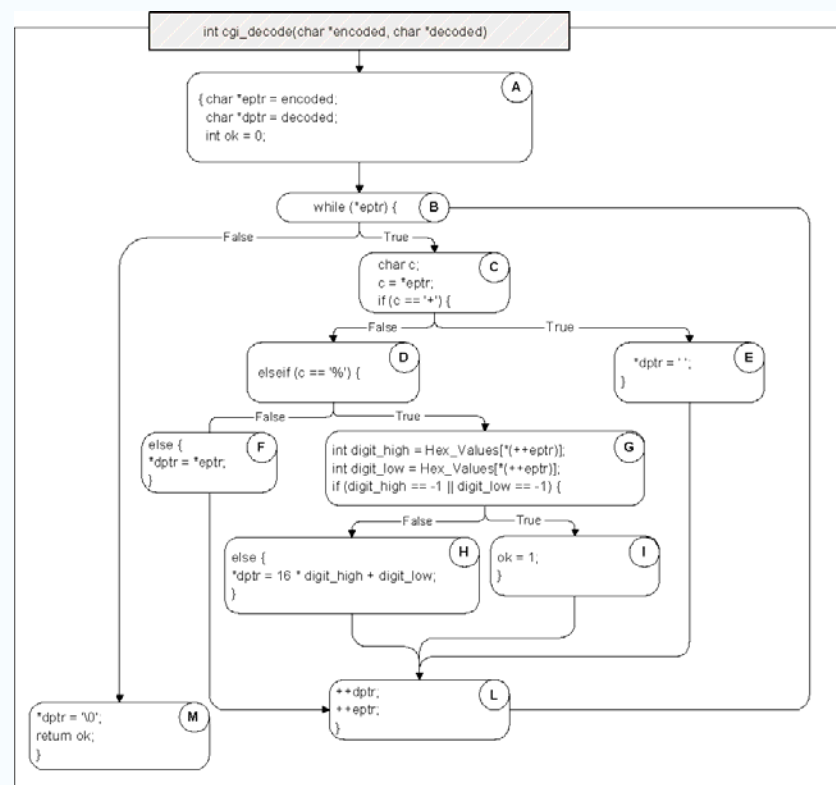 int cgi_decode(char *encoded, char *decoded)
A
{ char *eptr = encoded;
char *dptr = decoded;
int ok = 0;
while (*eptr) {
B
False
True
char c;
C
c = *eptr;
if (c == '+') {
False
True
D
elseif (c == '%') {
E
*dptr = ' ';
}
False
True
else {
F
*dptr = *eptr;
}
G
int digit_high = Hex_Values[*(++eptr)];
int digit_low = Hex_Values[*(++eptr)];
if (digit_high == -1 || digit_low == -1) {
False
True
else {
H
*dptr = 16 * digit_high + digit_low;
}
ok = 1;
I
}
++dptr;
L
++eptr;
}
*dptr = '\0';
M
return ok;
}